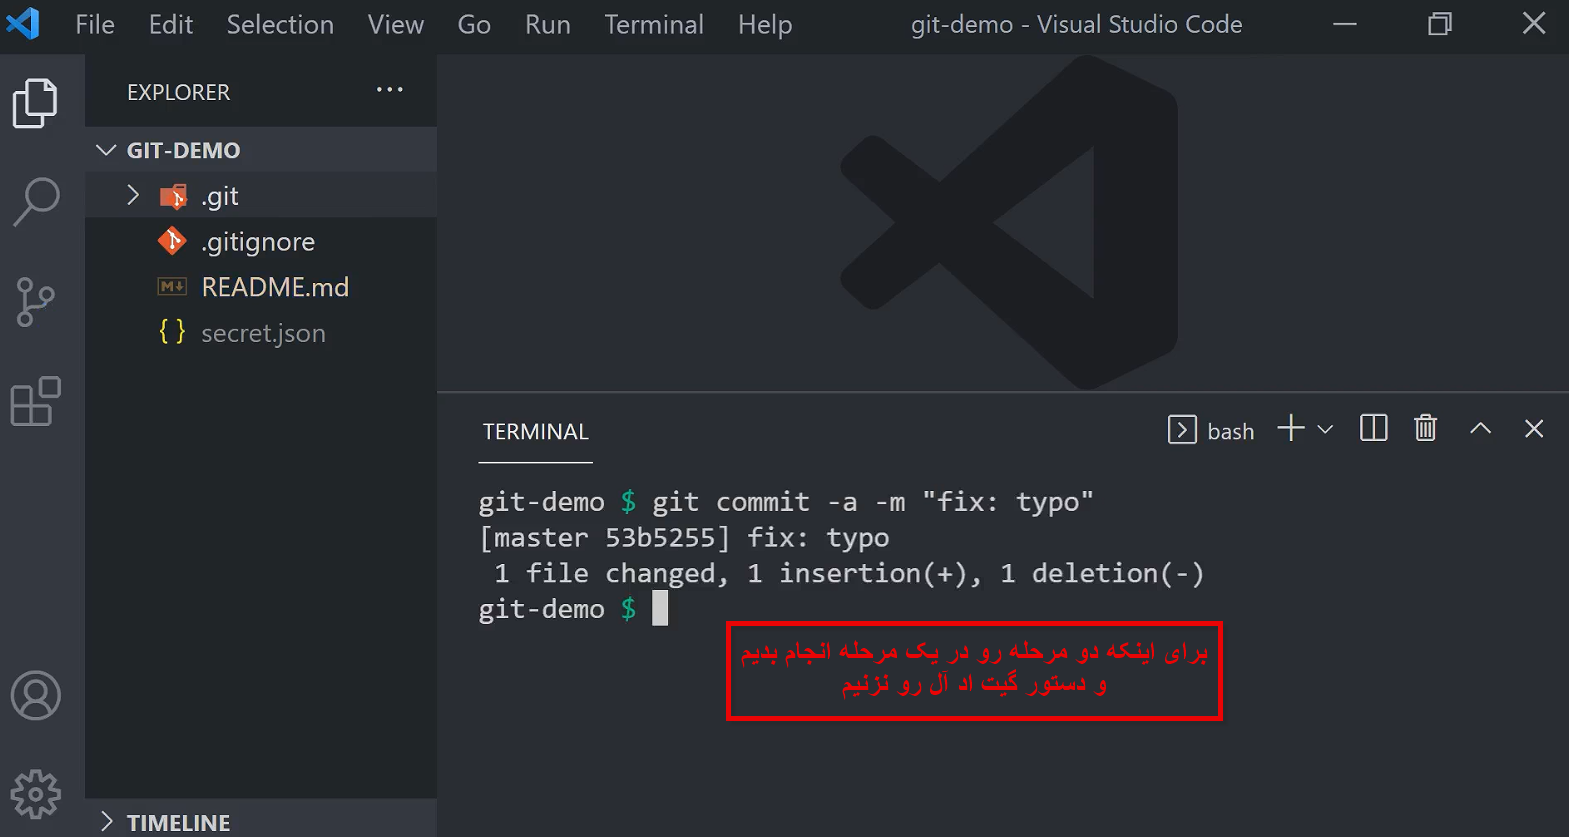 File Edit Selection View Go Run Terminal Help git-demo - Visual Studio Code
EXPLORER ...
GIT-DEMO
.git
.gitignore
M↓ README.md
{ } secret.json
TERMINAL
bash
git-demo $ git commit -a -m "fix: typo"
[master 53b5255] fix: typo
1 file changed, 1 insertion(+), 1 deletion(-)
git-demo $
برای اینکه دو مرحله رو در یک مرحله انجام بدیم
و دستور گیت اد آل رو نزنیم
TIMELINE